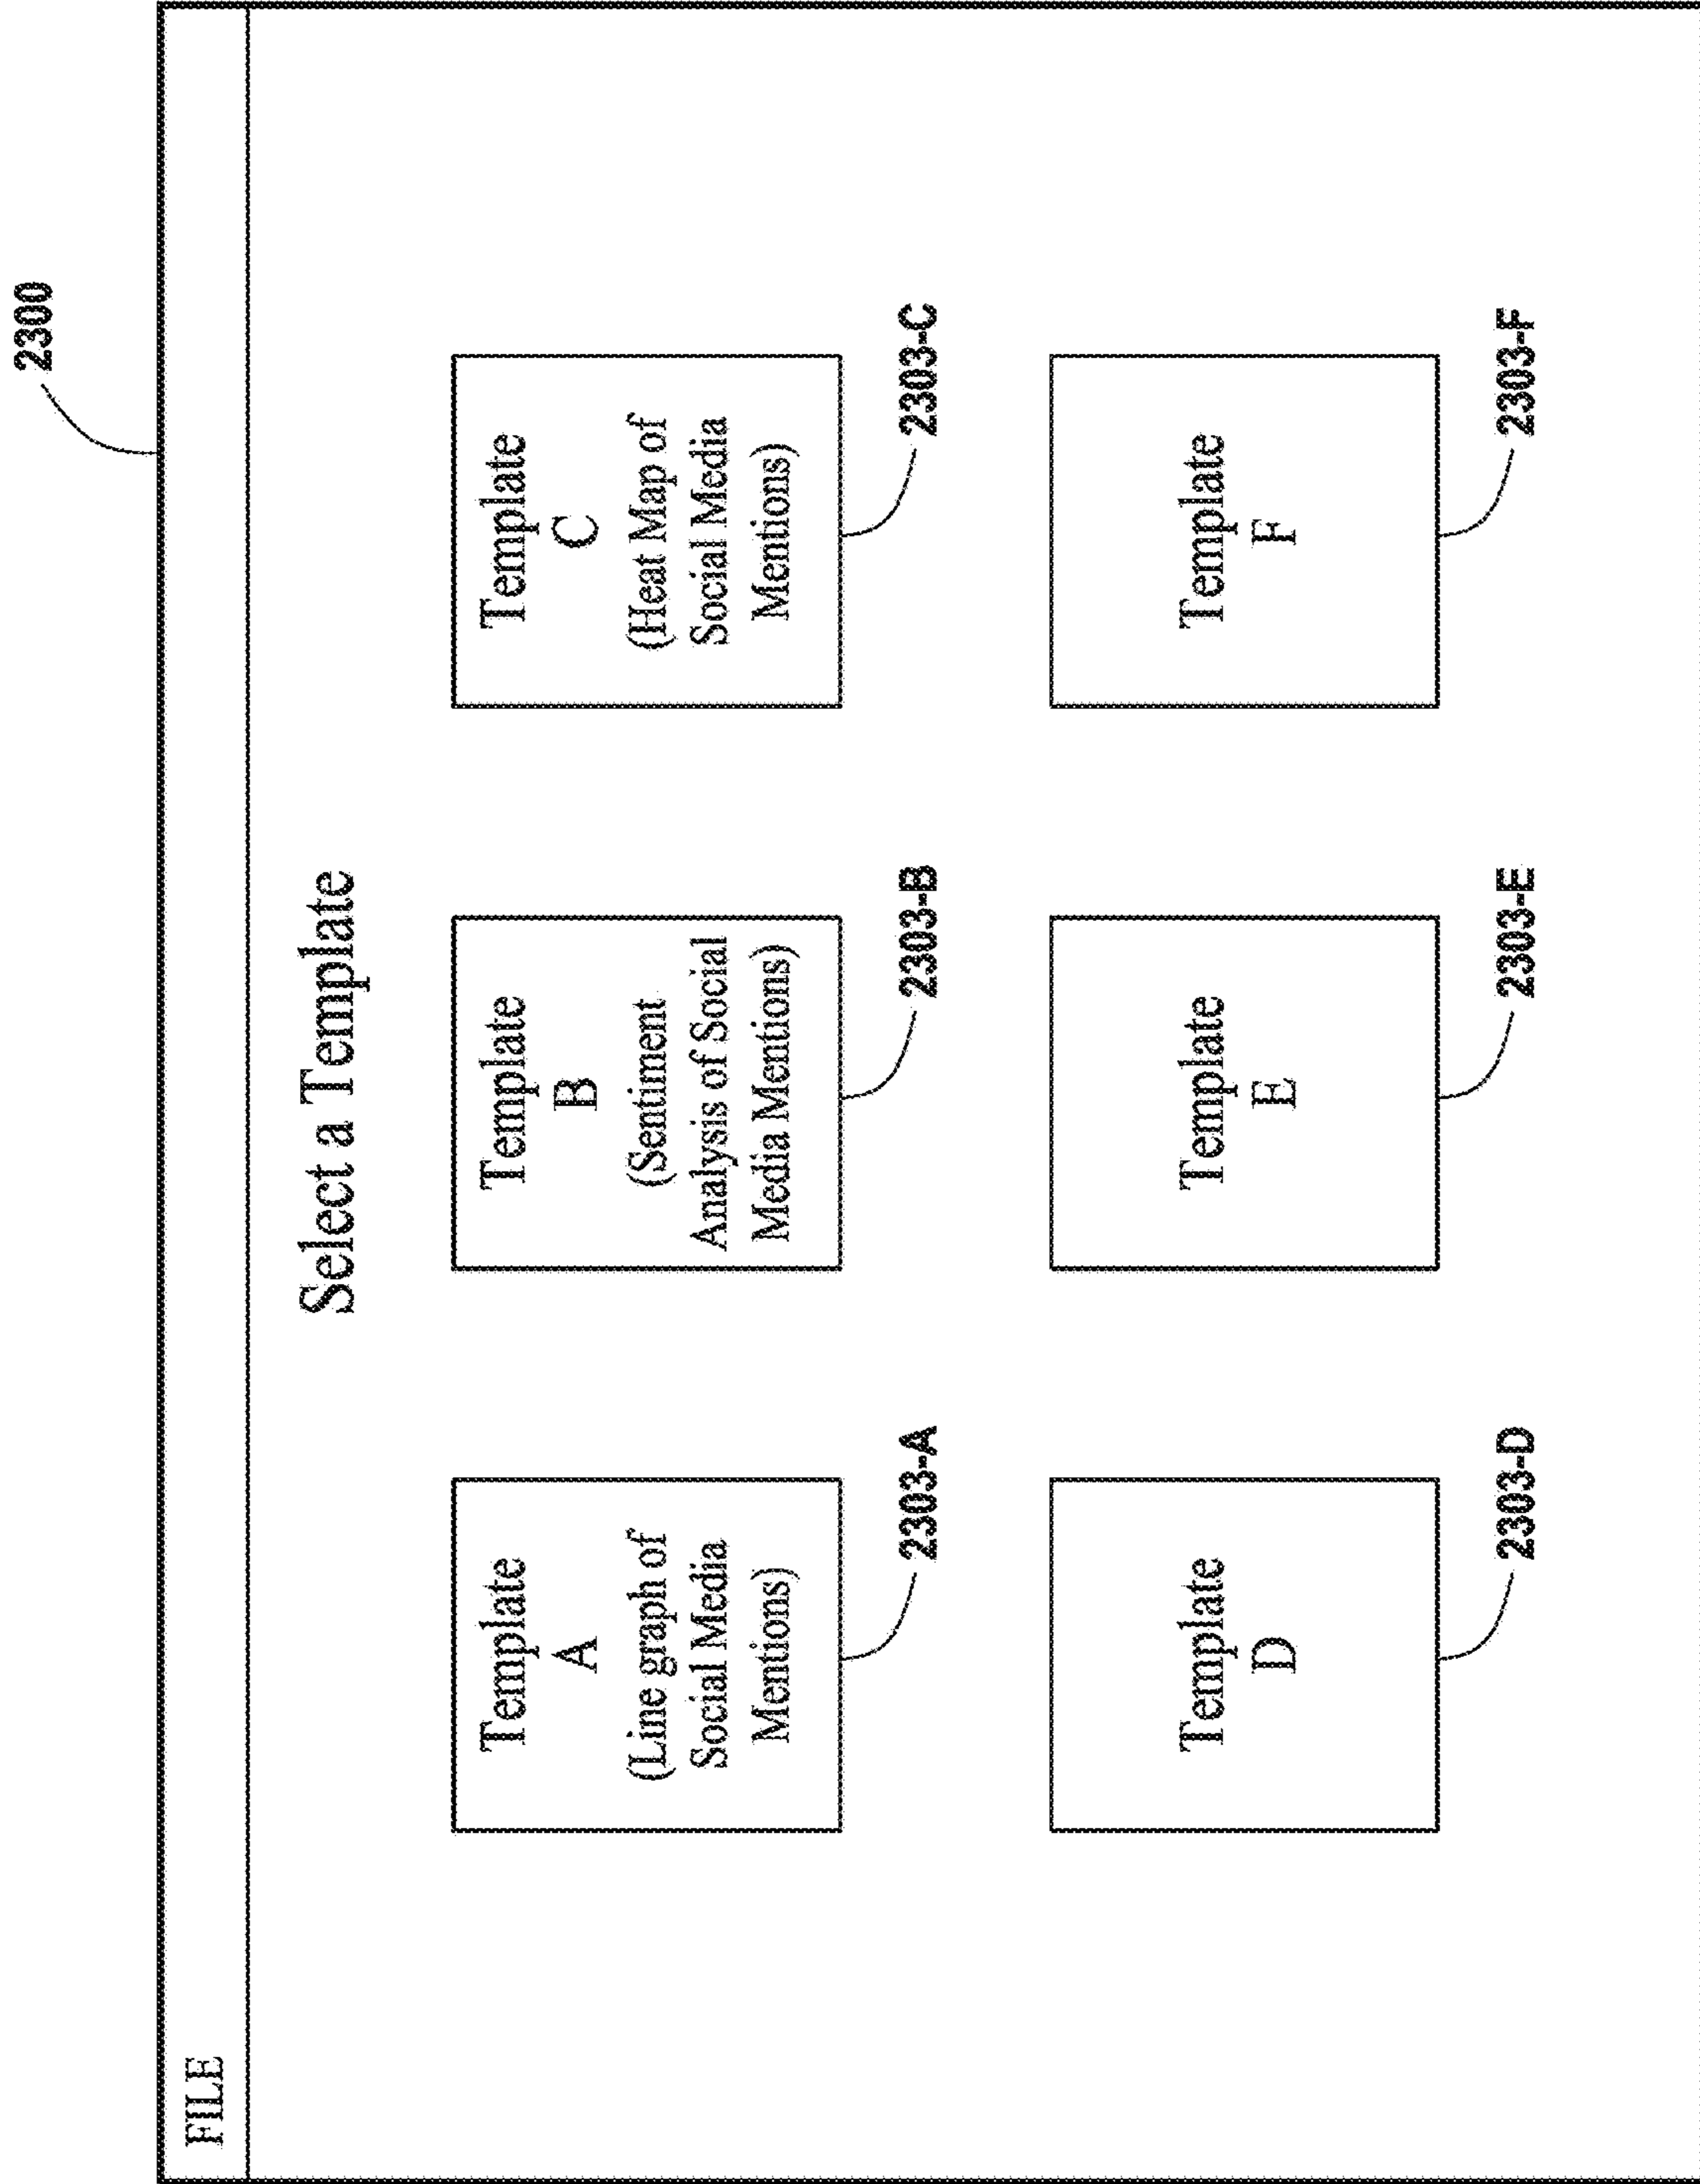 2300
FILE
Select a Template
Template
A
(Line graph of
Social Media
Mentions)
2303-A
Template
B
(Sentiment
Analysis of Social
Media Mentions)
2303-B
Template
C
(Heat Map of
Social Media
Mentions)
2303-C
Template
D
2303-D
Template
E
2303-E
Template
F
2303-F